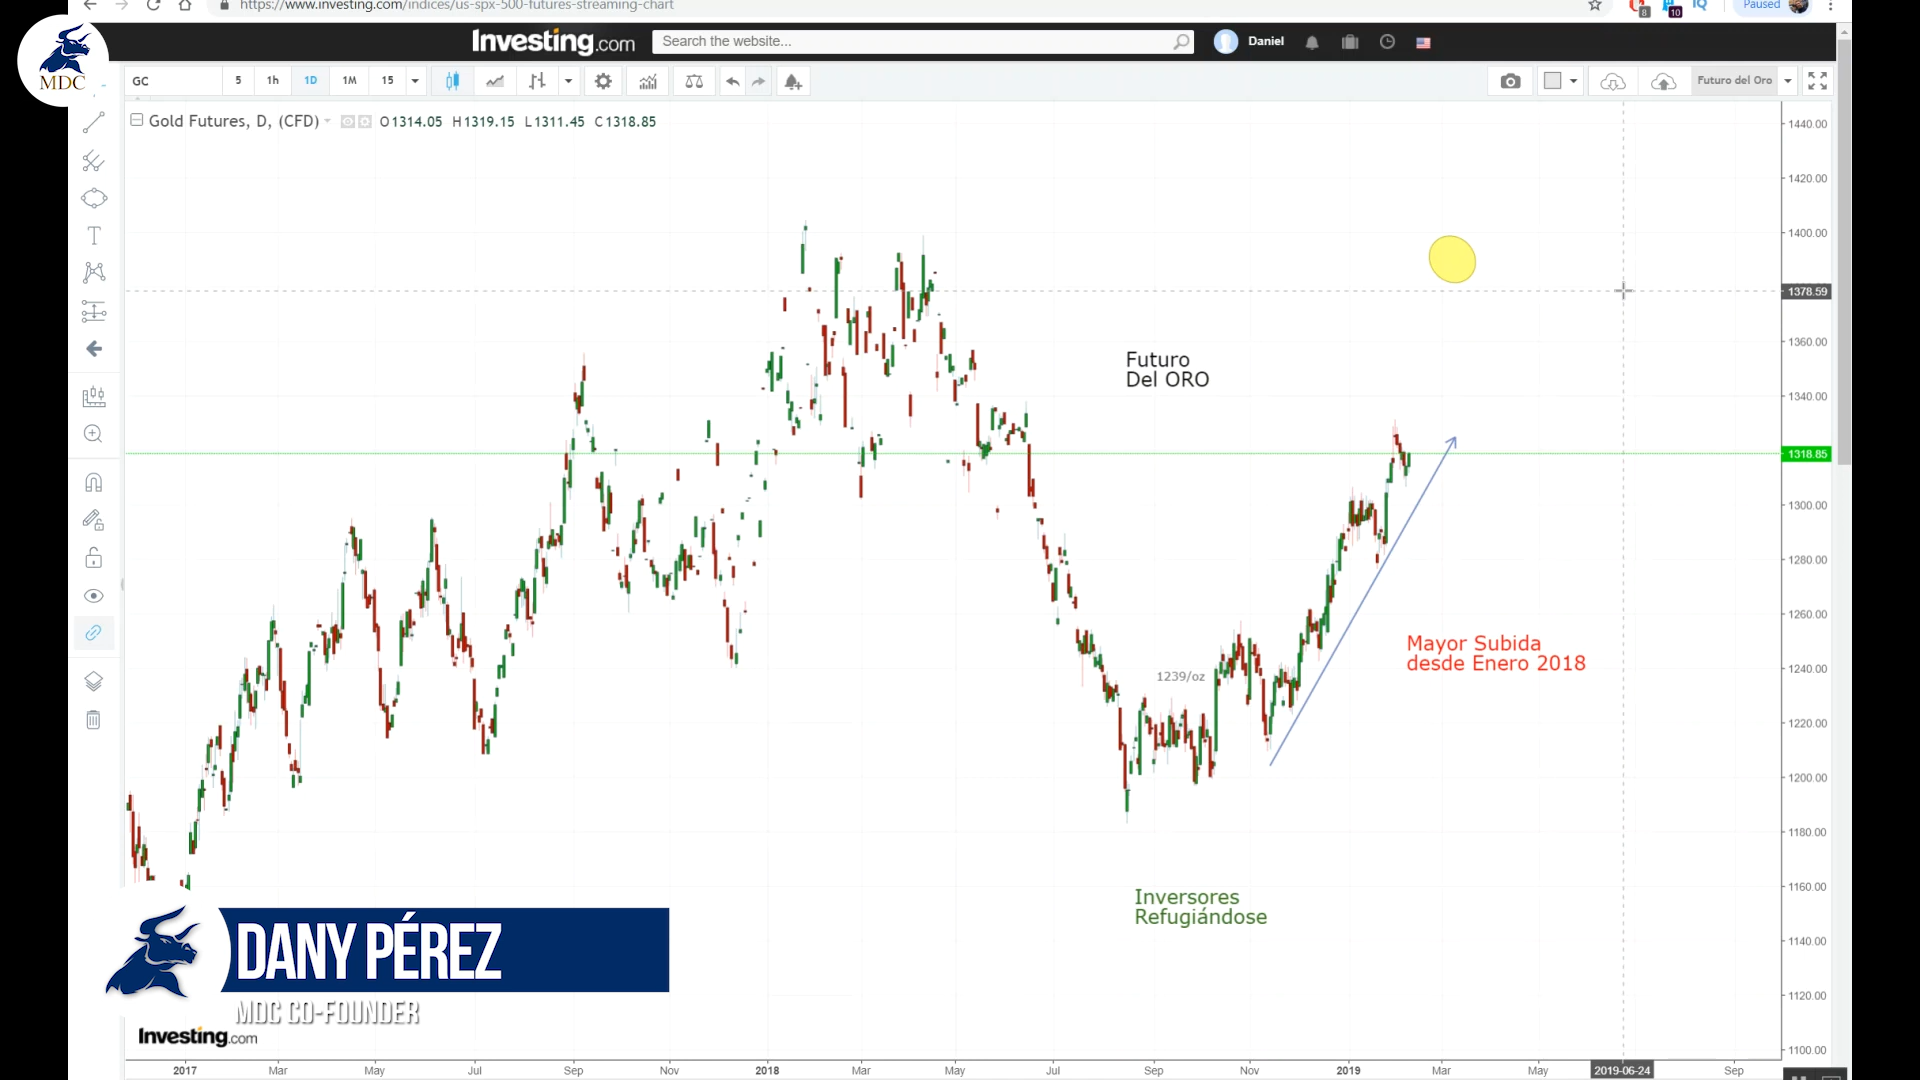 https://www.investing.com/indices/us-spx-500-futures-streaming-chart
8
10
IQ
Paused
MDC
Investing.com
Search the website...
Daniel
GC
5
1h
1D
1M
15
Futuro del Oro
Gold Futures, D, (CFD)
O1314.05 H1319.15 L1311.45 C1318.85
T
1440.00
1420.00
1400.00
1378.59
1360.00
1340.00
1318.85
1300.00
1280.00
1260.00
1240.00
1220.00
1200.00
1180.00
1160.00
1140.00
1120.00
1100.00
Futuro
Del ORO
Mayor Subida
desde Enero 2018
1239/oz
Inversores
Refugiándose
DANY PÉREZ
MDC CO-FOUNDER
Investing.com
2017 Mar May Jul Sep Nov 2018 Mar May Jul Sep Nov 2019 Mar May 2019-06-24 Sep